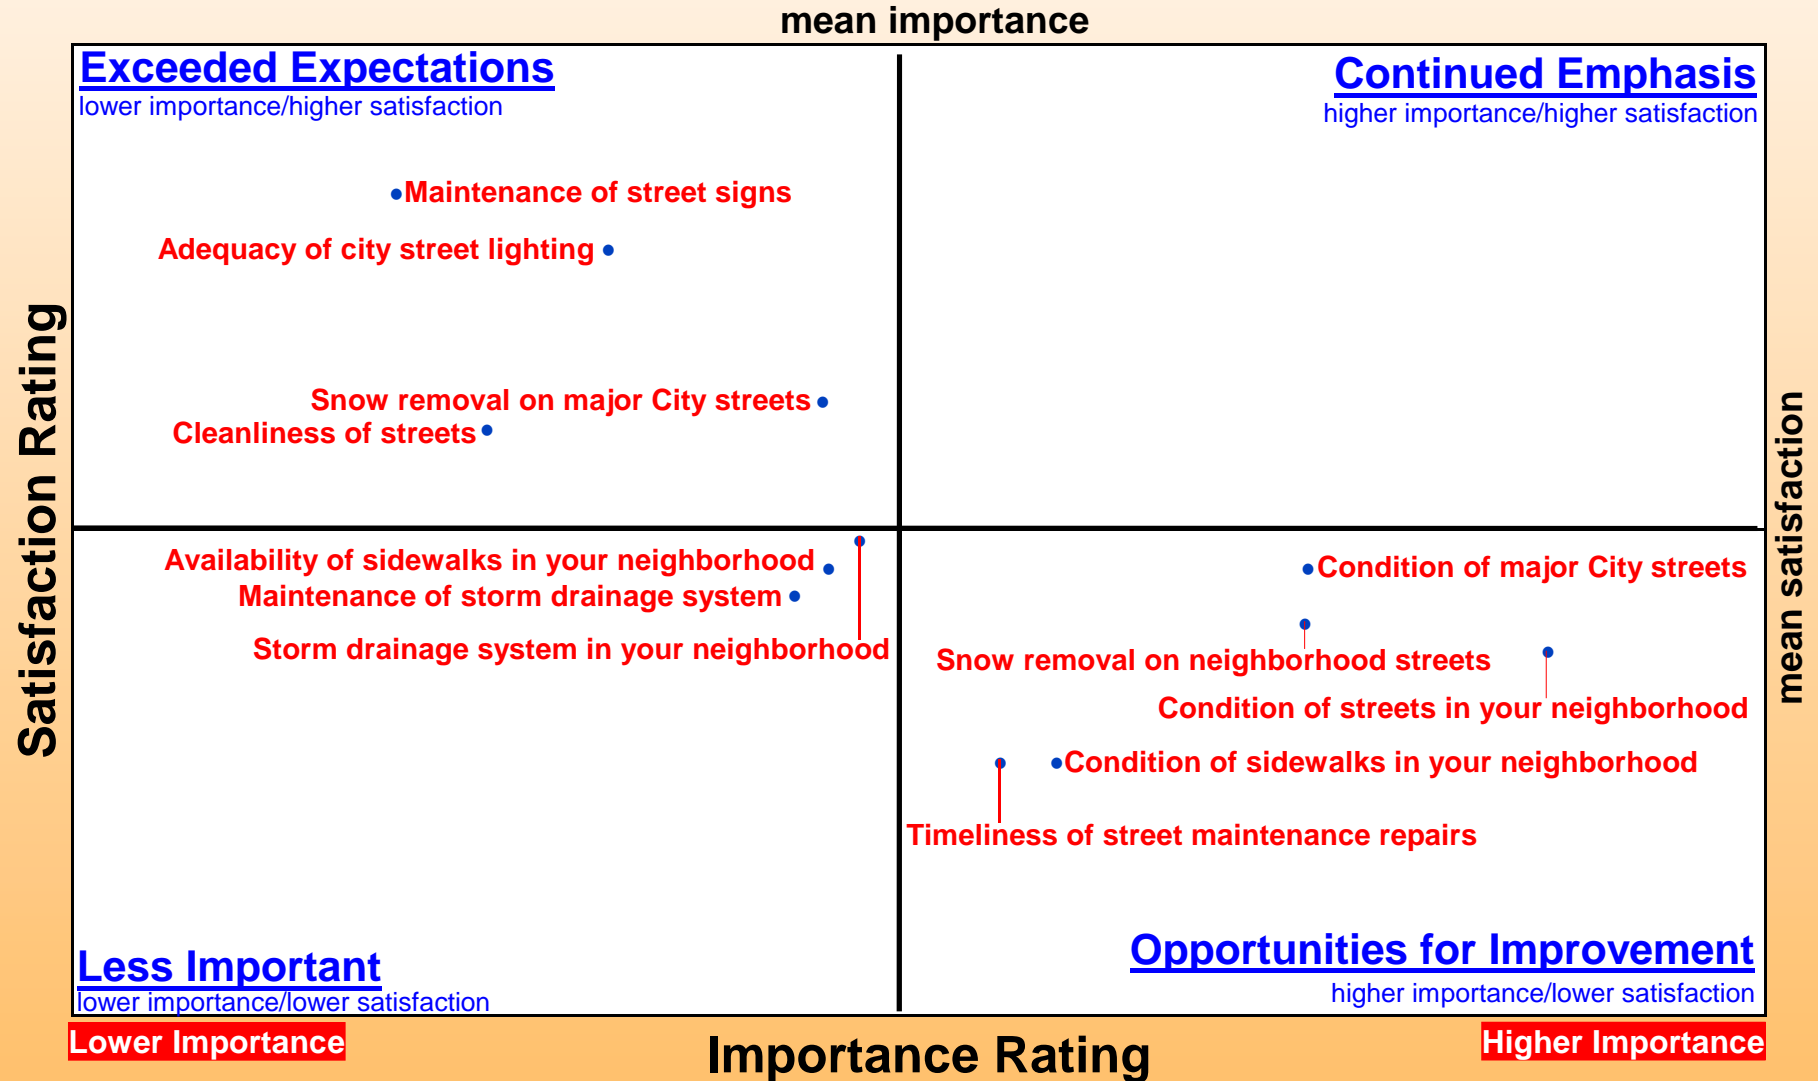 mean importance
Exceeded Expectations
lower importance/higher satisfaction
Continued Emphasis
higher importance/higher satisfaction
Maintenance of street signs
Adequacy of city street lighting
Snow removal on major City streets
Cleanliness of streets
Satisfaction Rating
mean satisfaction
Availability of sidewalks in your neighborhood
Maintenance of storm drainage system
Storm drainage system in your neighborhood
Condition of major City streets
Snow removal on neighborhood streets
Condition of streets in your neighborhood
Condition of sidewalks in your neighborhood
Timeliness of street maintenance repairs
Less Important
lower importance/lower satisfaction
Opportunities for Improvement
higher importance/lower satisfaction
Lower Importance
Importance Rating
Higher Importance